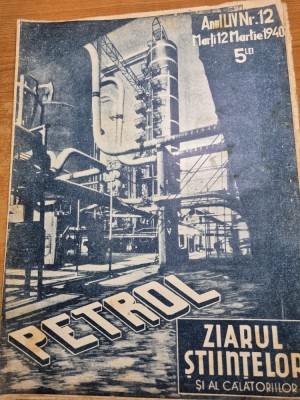 Anul LIV Nr. 12
Marți 12 Martie 1940
5 LEI
PETROL
ZIARUL
ȘTIINȚELOR
ȘI AL CĂLĂTORIILOR